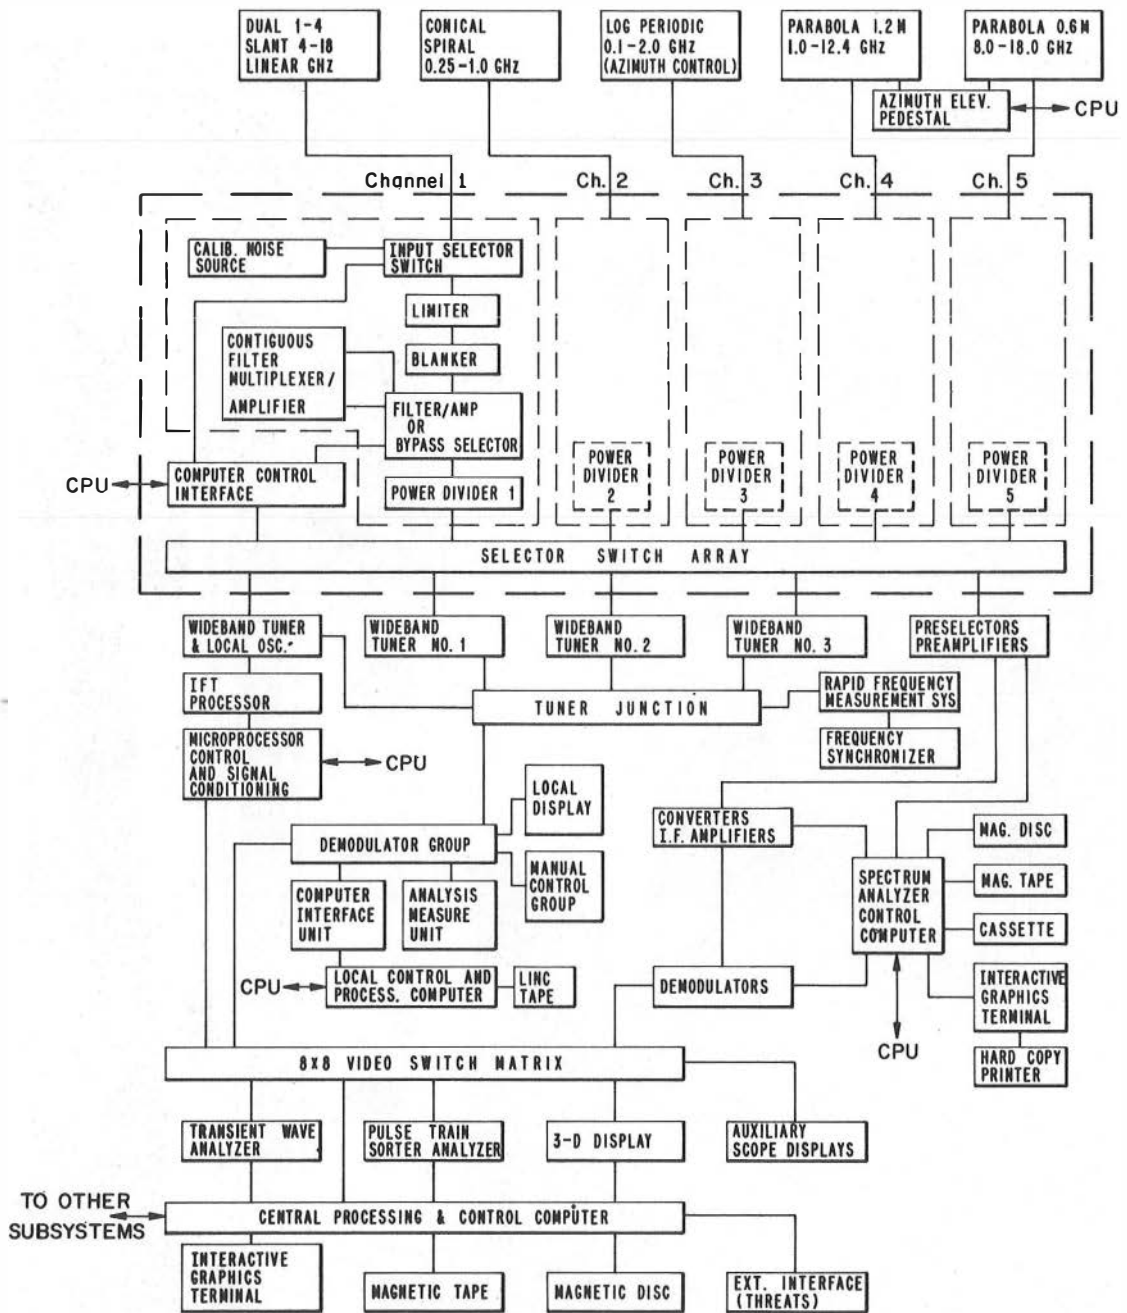 DUAL 1-4
SLANT 4-18
LINEAR GHz
CONICAL
SPIRAL
0.25-1.0 GHz
LOG PERIODIC
0.1-2.0 GHz
(AZIMUTH CONTROL)
PARABOLA 1.2 M
1.0-12.4 GHz
PARABOLA 0.6 M
8.0-18.0 GHz
AZIMUTH ELEV.
PEDESTAL
CPU
Channel 1
Ch. 2
Ch. 3
Ch. 4
Ch. 5
CALIB. NOISE
SOURCE
INPUT SELECTOR
SWITCH
LIMITER
CONTIGUOUS
FILTER
MULTIPLEXER/
AMPLIFIER
BLANKER
FILTER/AMP
OR
BYPASS SELECTOR
CPU
COMPUTER CONTROL
INTERFACE
POWER DIVIDER 1
POWER
DIVIDER
2
POWER
DIVIDER
3
POWER
DIVIDER
4
POWER
DIVIDER
5
SELECTOR SWITCH ARRAY
WIDEBAND TUNER
& LOCAL OSC.
WIDEBAND
TUNER NO. 1
WIDEBAND
TUNER NO. 2
WIDEBAND
TUNER NO. 3
PRESELECTORS
PREAMPLIFIERS
IFT
PROCESSOR
TUNER JUNCTION
RAPID FREQUENCY
MEASUREMENT SYS
FREQUENCY
SYNCHRONIZER
MICROPROCESSOR
CONTROL
AND SIGNAL
CONDITIONING
CPU
LOCAL
DISPLAY
DEMODULATOR GROUP
MANUAL
CONTROL
GROUP
CONVERTERS
I.F. AMPLIFIERS
MAG. DISC
MAG. TAPE
CASSETTE
SPECTRUM
ANALYZER
CONTROL
COMPUTER
COMPUTER
INTERFACE
UNIT
ANALYSIS
MEASURE
UNIT
CPU
LOCAL CONTROL AND
PROCESS. COMPUTER
LINC
TAPE
DEMODULATORS
INTERACTIVE
GRAPHICS
TERMINAL
CPU
HARD COPY
PRINTER
8X8 VIDEO SWITCH MATRIX
TRANSIENT WAVE
ANALYZER
PULSE TRAIN
SORTER ANALYZER
3-D DISPLAY
AUXILIARY
SCOPE DISPLAYS
TO OTHER
SUBSYSTEMS
CENTRAL PROCESSING & CONTROL COMPUTER
INTERACTIVE
GRAPHICS
TERMINAL
MAGNETIC TAPE
MAGNETIC DISC
EXT. INTERFACE
(THREATS)